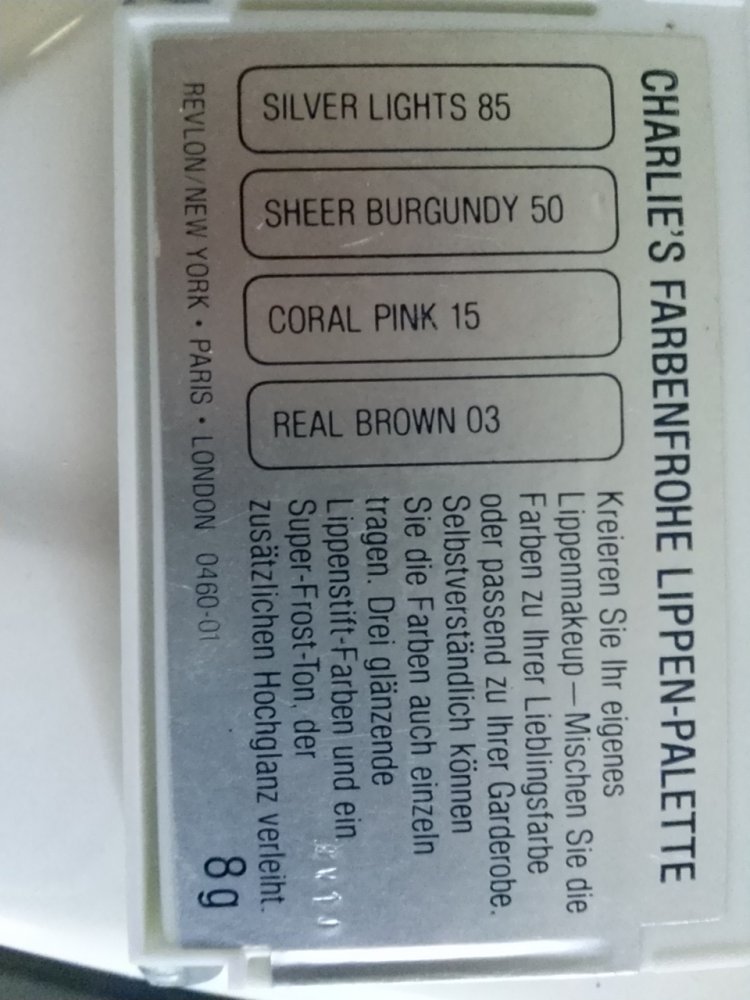 CHARLIE'S FARBENFROHE LIPPEN-PALETTE
SILVER LIGHTS 85
SHEER BURGUNDY 50
CORAL PINK 15
REAL BROWN 03
Kreieren Sie Ihr eigenes
Lippenmakeup—Mischen Sie die
Farben zu Ihrer Lieblingsfarbe
oder passend zu Ihrer Garderobe.
Selbstverständlich können
Sie die Farben auch einzeln
tragen. Drei glänzende
Lippenstift-Farben und ein
Super-Frost-Ton, der
zusätzlichen Hochglanz verleiht.
REVLON/NEW YORK • PARIS • LONDON 0460-01
8 g